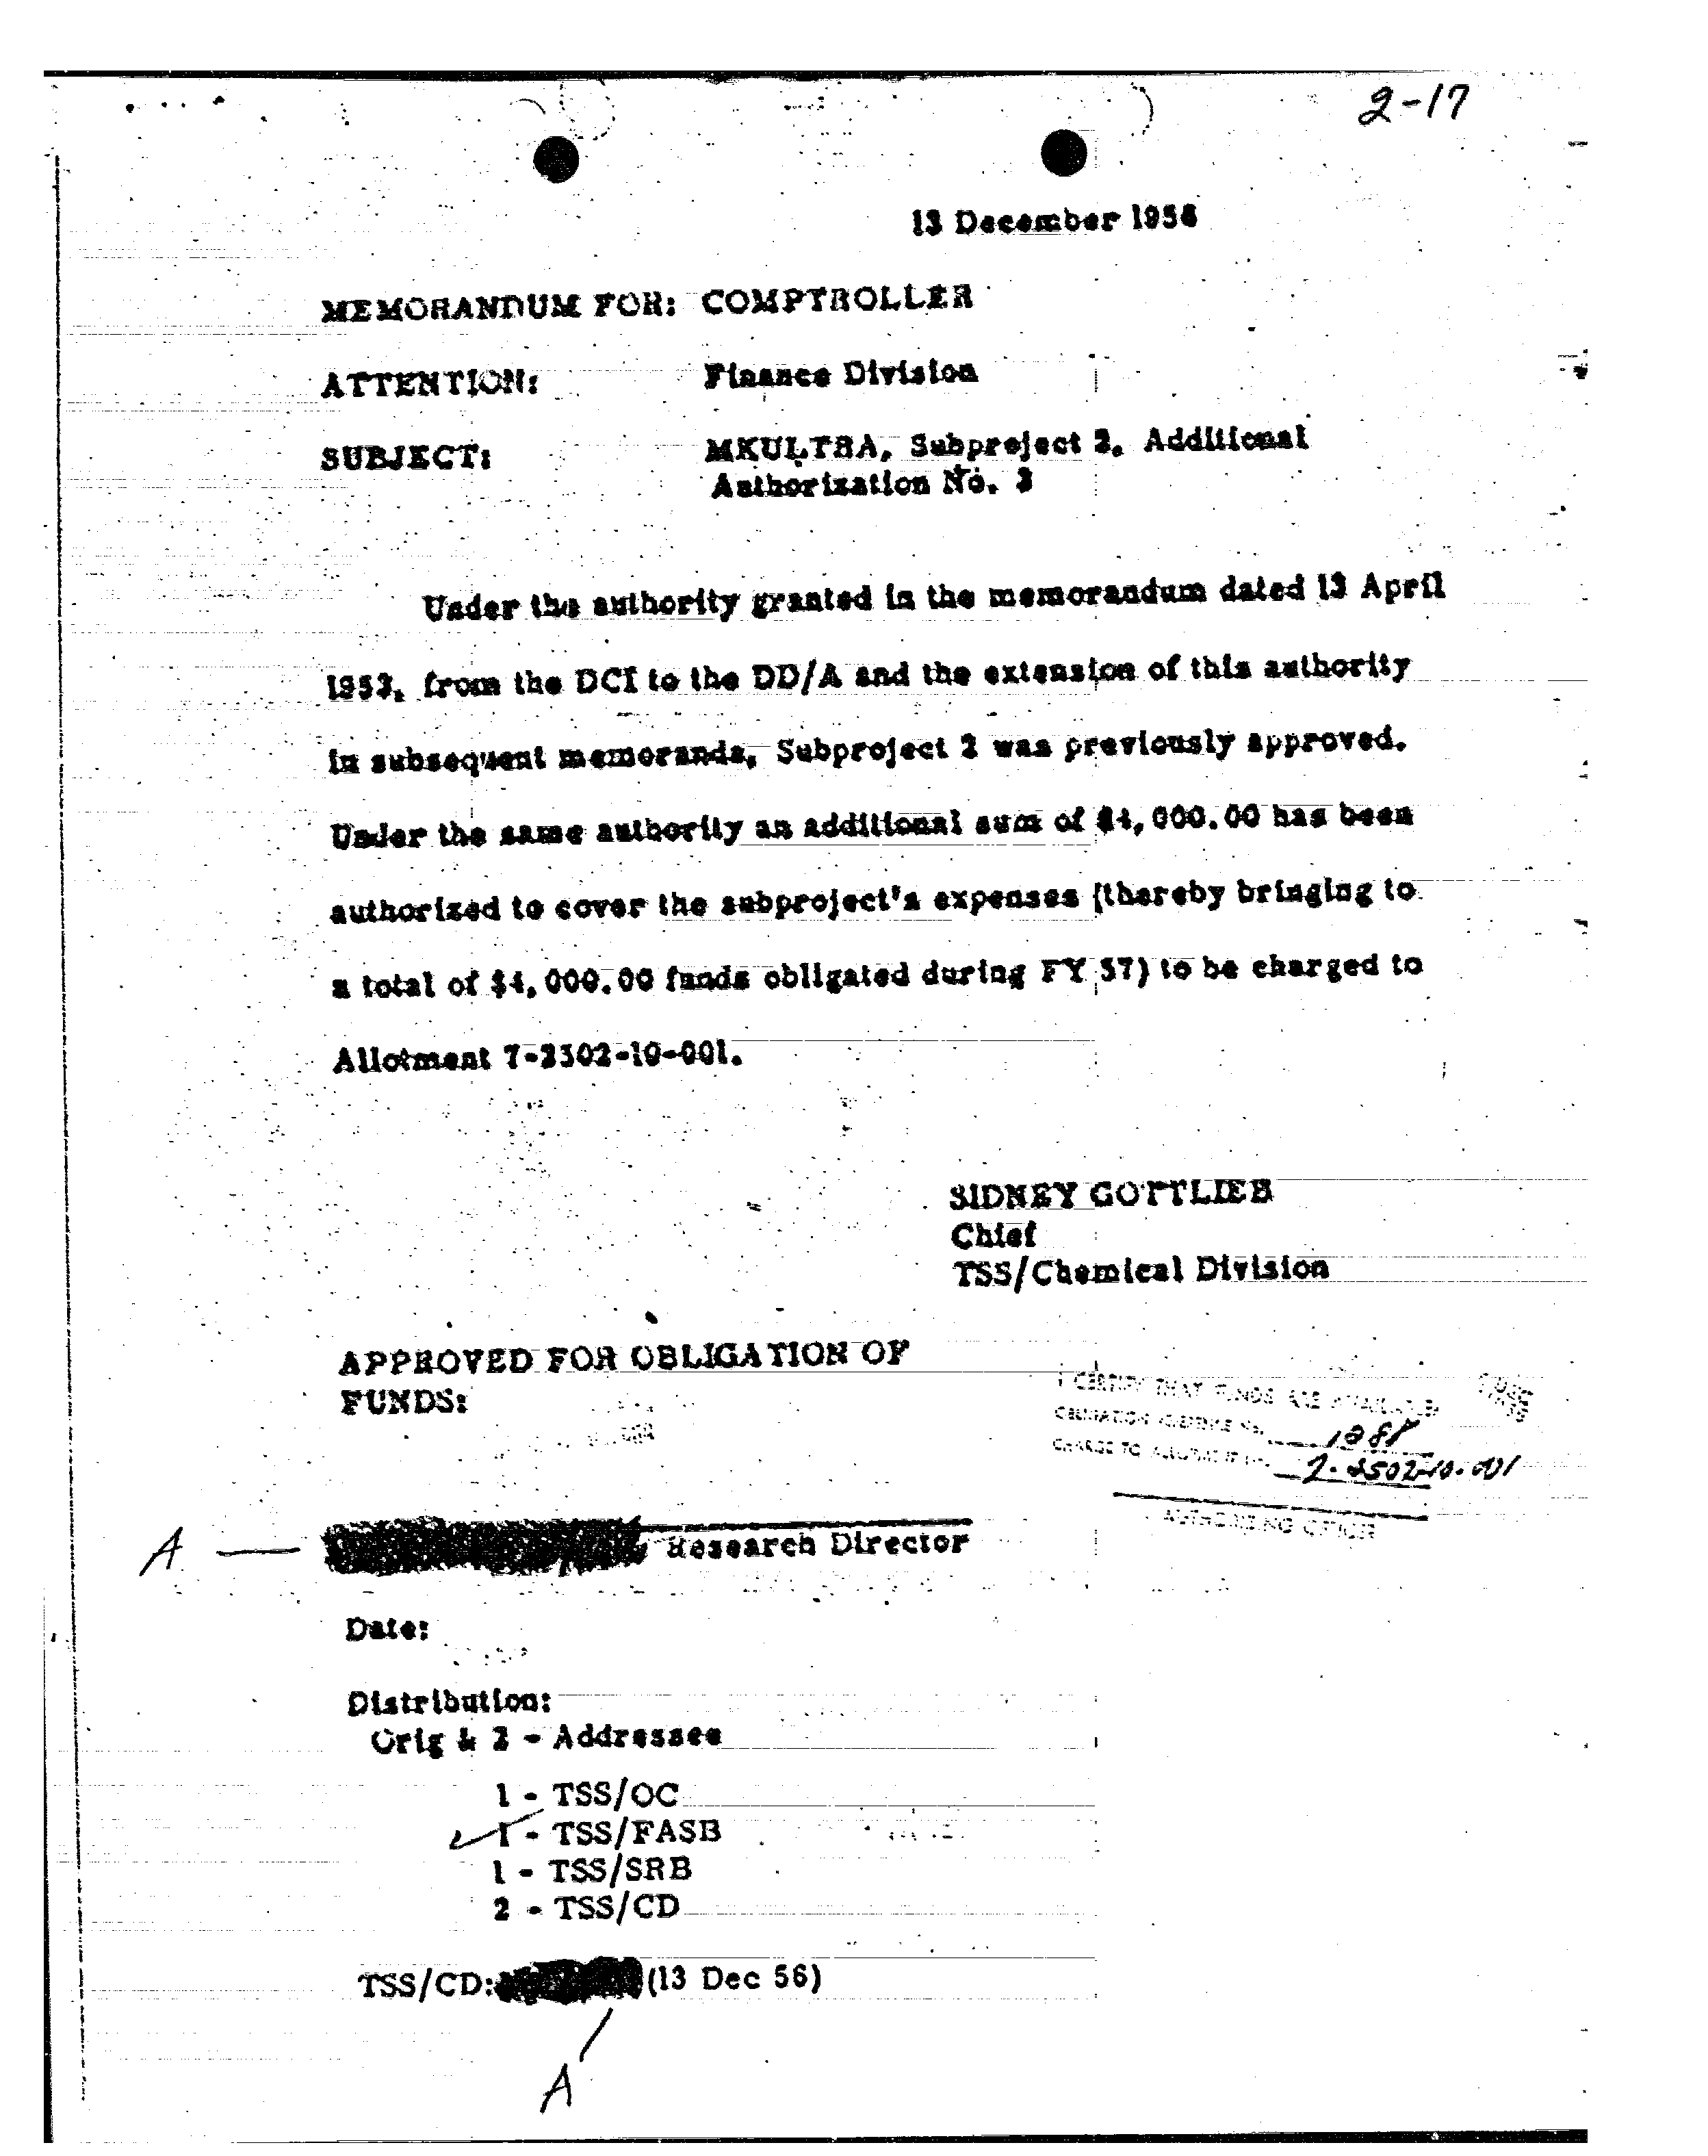 2-17
13 December 1956
MEMORANDUM FOR: COMPTROLLER
ATTENTION: Finance Division
SUBJECT: MKULTRA, Subproject 2, Additional
Authorization No. 3
Under the authority granted in the memorandum dated 13 April
1953, from the DCI to the DD/A and the extension of this authority
in subsequent memoranda, Subproject 2 was previously approved.
Under the same authority an additional sum of $4,000.00 has been
authorized to cover the subproject's expenses (thereby bringing to
a total of $4,000.00 funds obligated during FY 57) to be charged to
Allotment 7-2502-10-001.
SIDNEY GOTTLIEB
Chief
TSS/Chemical Division
APPROVED FOR OBLIGATION OF
FUNDS:
I CERTIFY THAT FUNDS ARE AVAILABLE
OBLIGATION REFERENCE No.
CHARGE TO ALLOTMENT No. 7-2502-10-001
AUTHORIZING OFFICER
A — Research Director
Date:
Distribution:
Orig & 2 - Addressee
1 - TSS/OC
1 - TSS/FASB
1 - TSS/SRB
2 - TSS/CD
TSS/CD: (13 Dec 56)
A